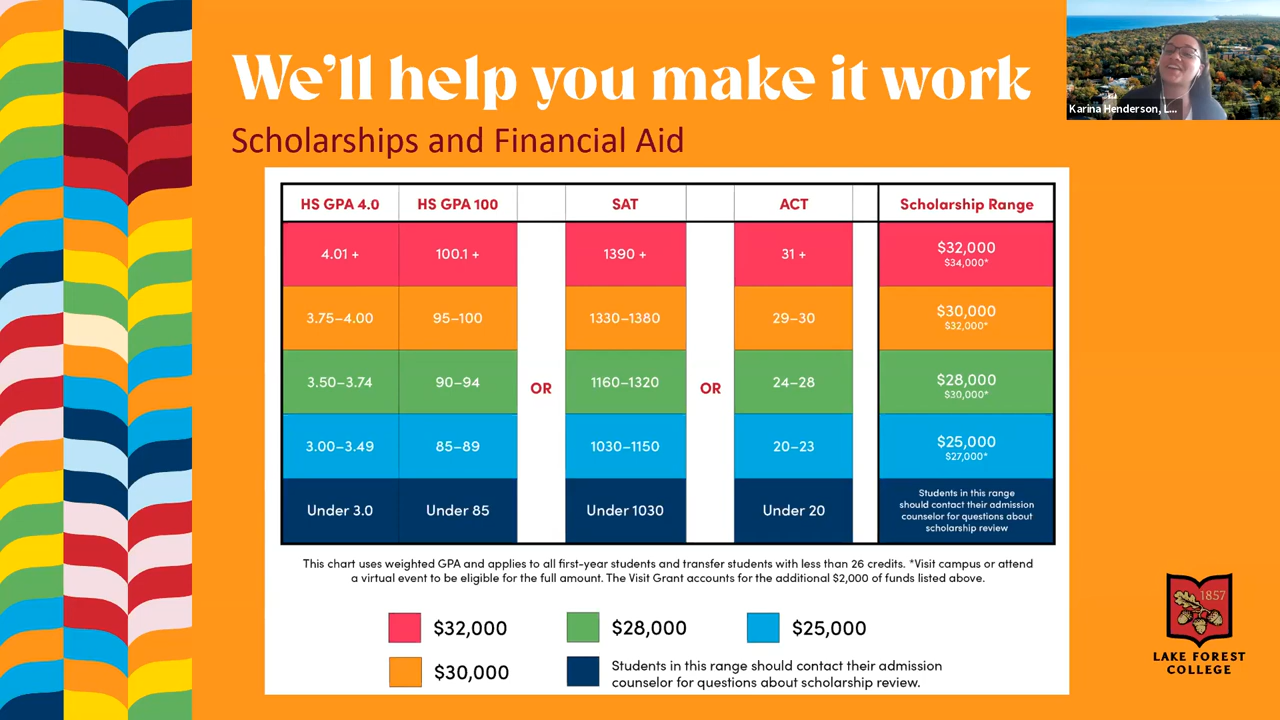 We'll help you make it work
Karina Henderson, L...
Scholarships and Financial Aid
HS GPA 4.0 HS GPA 100 SAT ACT Scholarship Range
4.01 + 100.1 + 1390 + 31 + $32,000
$34,000*
3.75–4.00 95–100 1330–1380 29–30 $30,000
$32,000*
3.50–3.74 90–94 1160–1320 24–28 $28,000
$30,000*
OR OR
3.00–3.49 85–89 1030–1150 20–23 $25,000
$27,000*
Under 3.0 Under 85 Under 1030 Under 20 Students in this range
should contact their admission
counselor for questions about
scholarship review
This chart uses weighted GPA and applies to all first-year students and transfer students with less than 26 credits. *Visit campus or attend
a virtual event to be eligible for the full amount. The Visit Grant accounts for the additional $2,000 of funds listed above.
$32,000 $28,000 $25,000
$30,000 Students in this range should contact their admission
counselor for questions about scholarship review.
1857
LAKE FOREST
COLLEGE